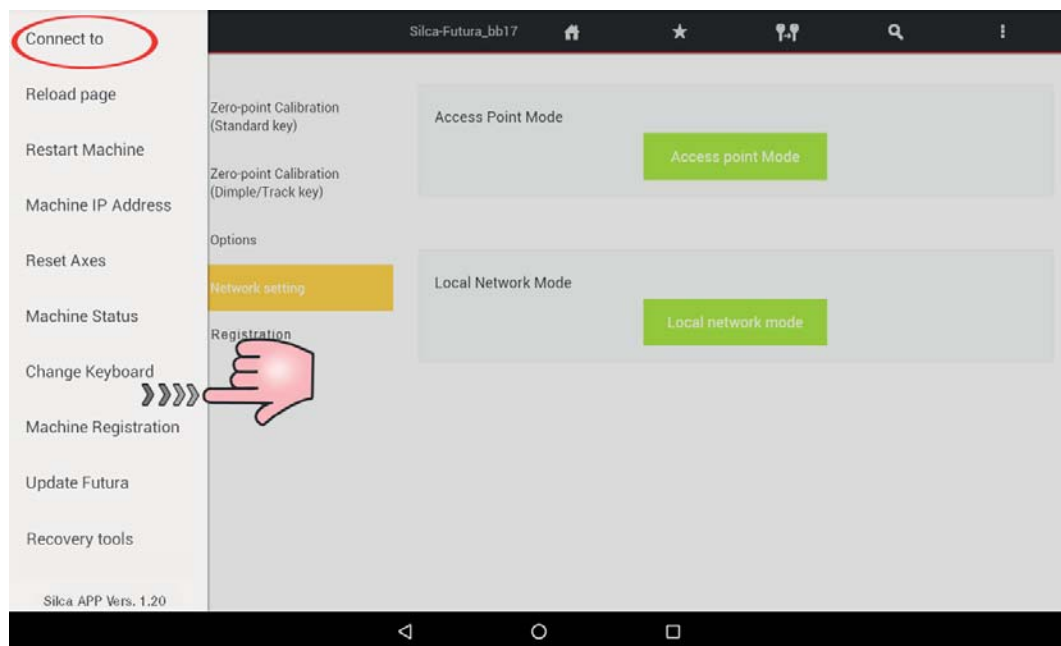 Connect to
Reload page
Restart Machine
Machine IP Address
Reset Axes
Machine Status
Change Keyboard
Machine Registration
Update Futura
Recovery tools
Silca APP Vers. 1.20
Silca-Futura_bb17
Zero-point Calibration
(Standard key)
Zero-point Calibration
(Dimple/Track key)
Options
Network setting
Registration
Access Point Mode
Access point Mode
Local Network Mode
Local network mode